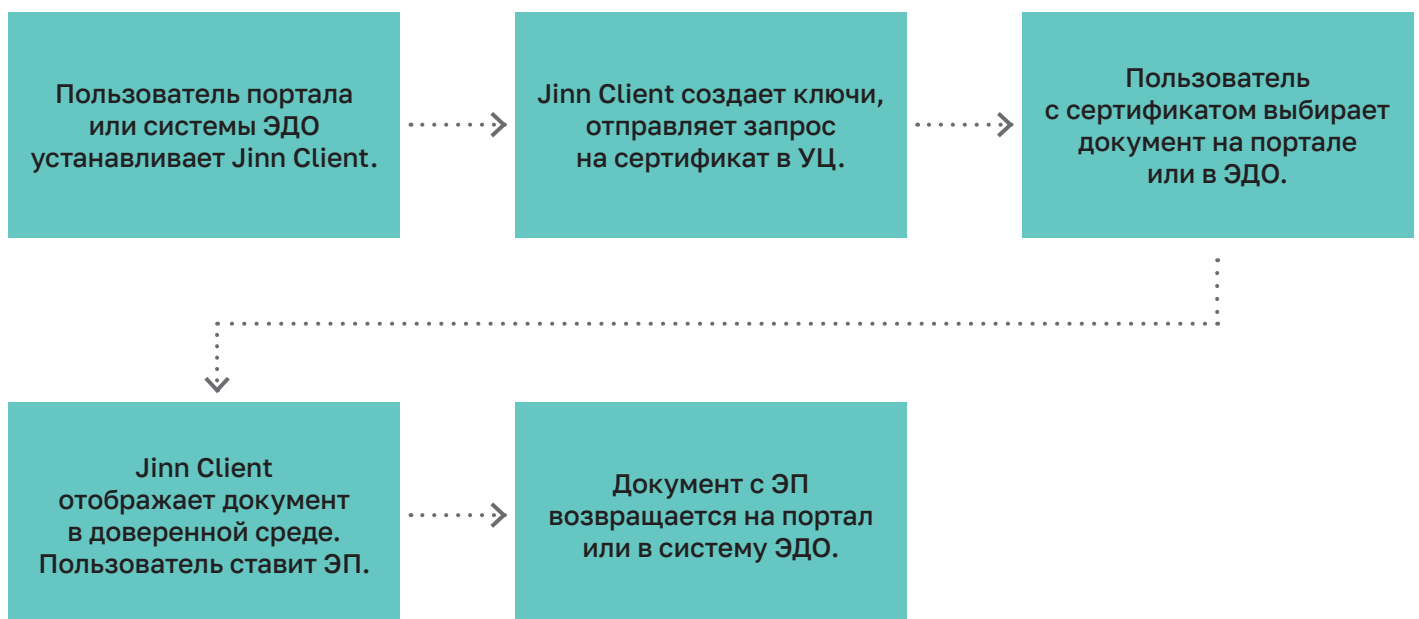 Пользователь портала
или системы ЭДО
устанавливает Jinn Client.
Jinn Client создает ключи,
отправляет запрос
на сертификат в УЦ.
Пользователь
с сертификатом выбирает
документ на портале
или в ЭДО.
Jinn Client
отображает документ
в доверенной среде.
Пользователь ставит ЭП.
Документ с ЭП
возвращается на портал
или в систему ЭДО.